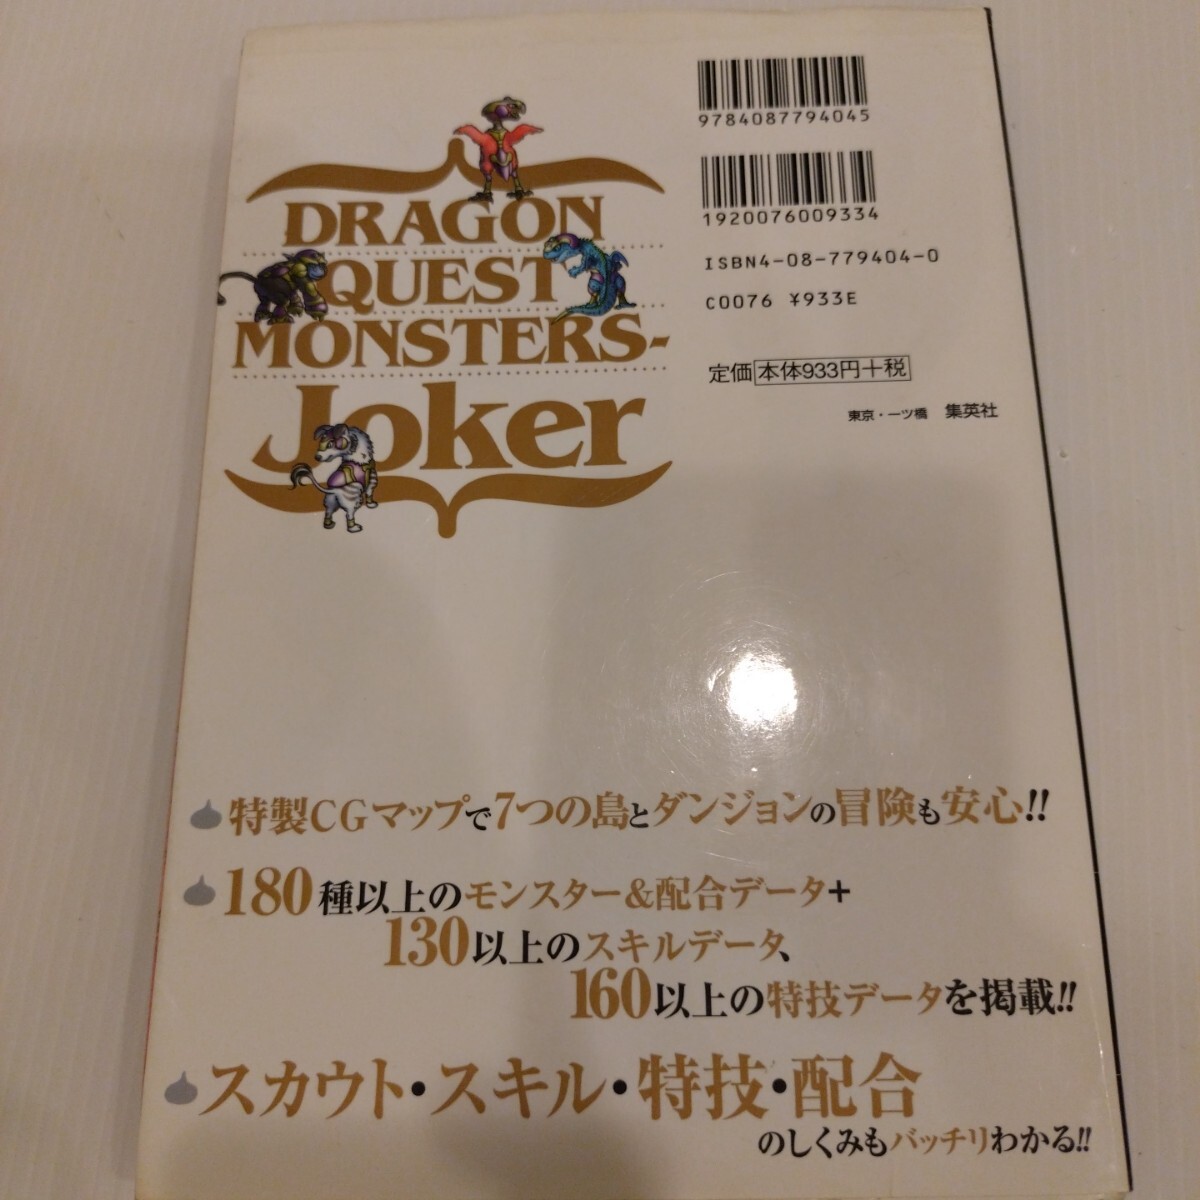 DRAGON
QUEST
MONSTERS-
Joker
9784087794045
1920076009334
ISBN4-08-779404-0
C0076 ¥933E
定価 本体933円+税
東京・一ツ橋 集英社
特製CGマップで7つの島とダンジョンの冒険も安心!!
180種以上のモンスター&配合データ+
130以上のスキルデータ、
160以上の特技データを掲載!!
スカウト・スキル・特技・配合
のしくみもバッチリわかる!!